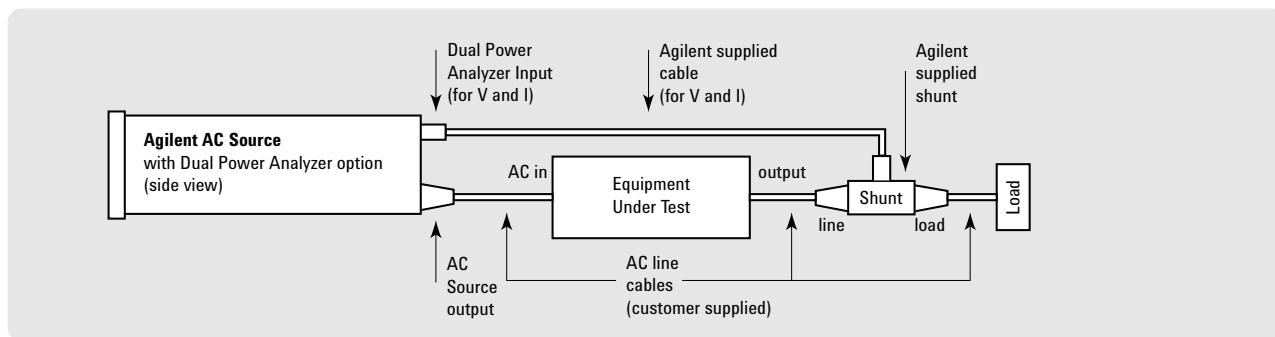 Dual Power
Analyzer Input
(for V and I)
Agilent supplied
cable
(for V and I)
Agilent
supplied
shunt
Agilent AC Source
with Dual Power Analyzer option
(side view)
AC in
Equipment
Under Test
output
Shunt
line
load
Load
AC
Source
output
AC line
cables
(customer supplied)